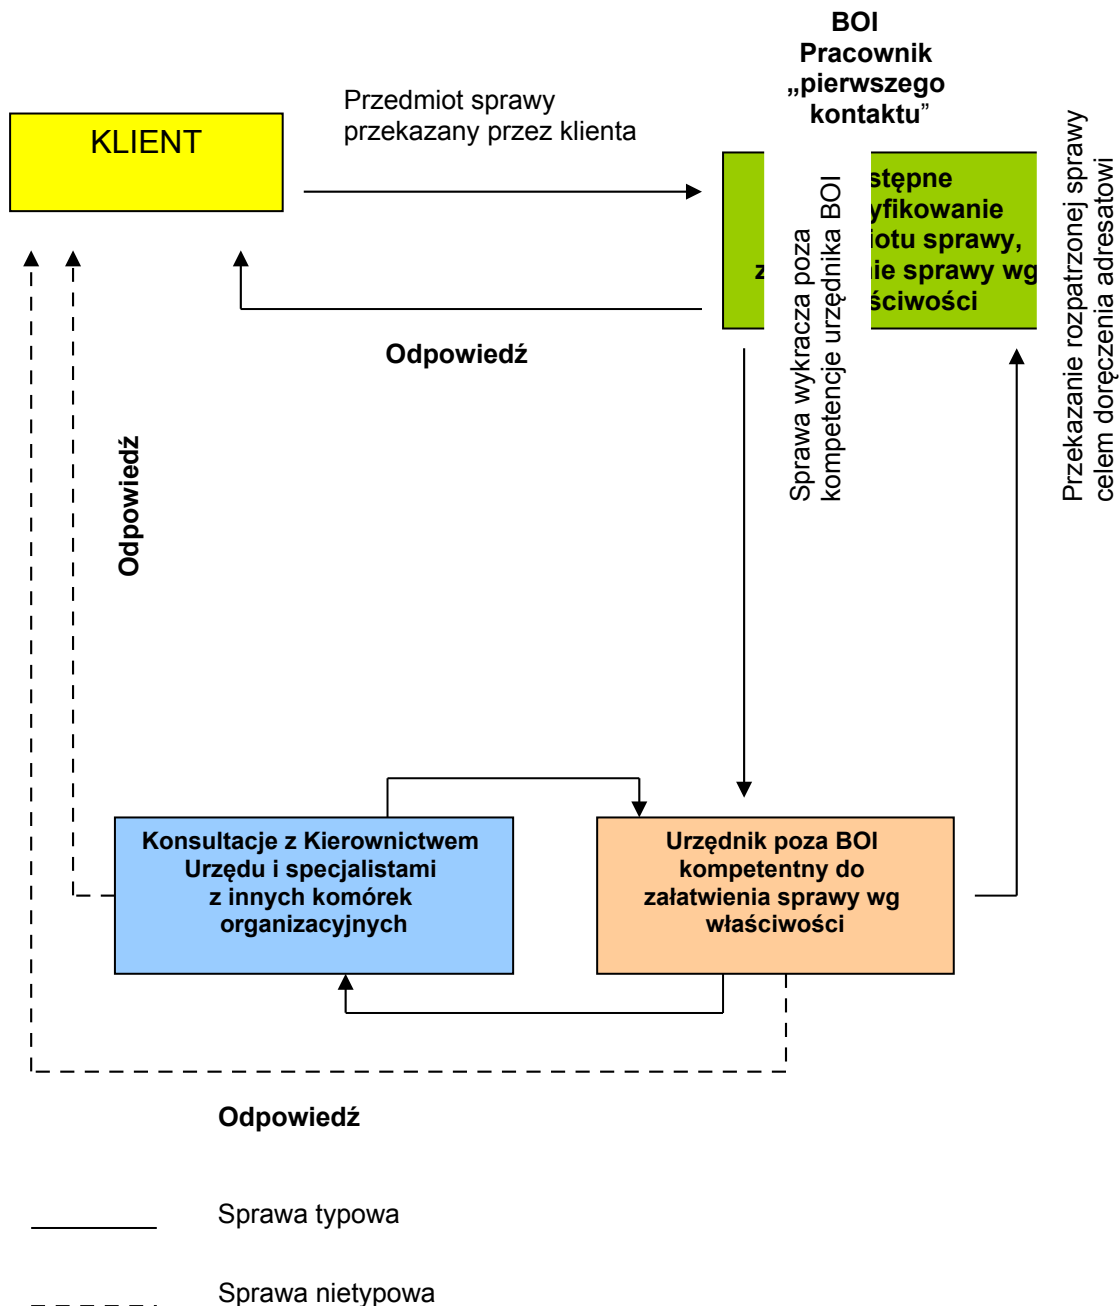 BOI
Pracownik
„pierwszego
kontaktu”
Przedmiot sprawy
przekazany przez klienta
KLIENT
stępne
yfikowanie
iotu sprawy,
z ie sprawy wg
ściwości
Sprawa wykracza poza
kompetencje urzędnika BOI
Przekazanie rozpatrzonej sprawy
celem doręczenia adresatowi
Odpowiedź
Odpowiedź
Konsultacje z Kierownictwem
Urzędu i specjalistami
z innych komórek
organizacyjnych
Urzędnik poza BOI
kompetentny do
załatwienia sprawy wg
właściwości
Odpowiedź
Sprawa typowa
Sprawa nietypowa